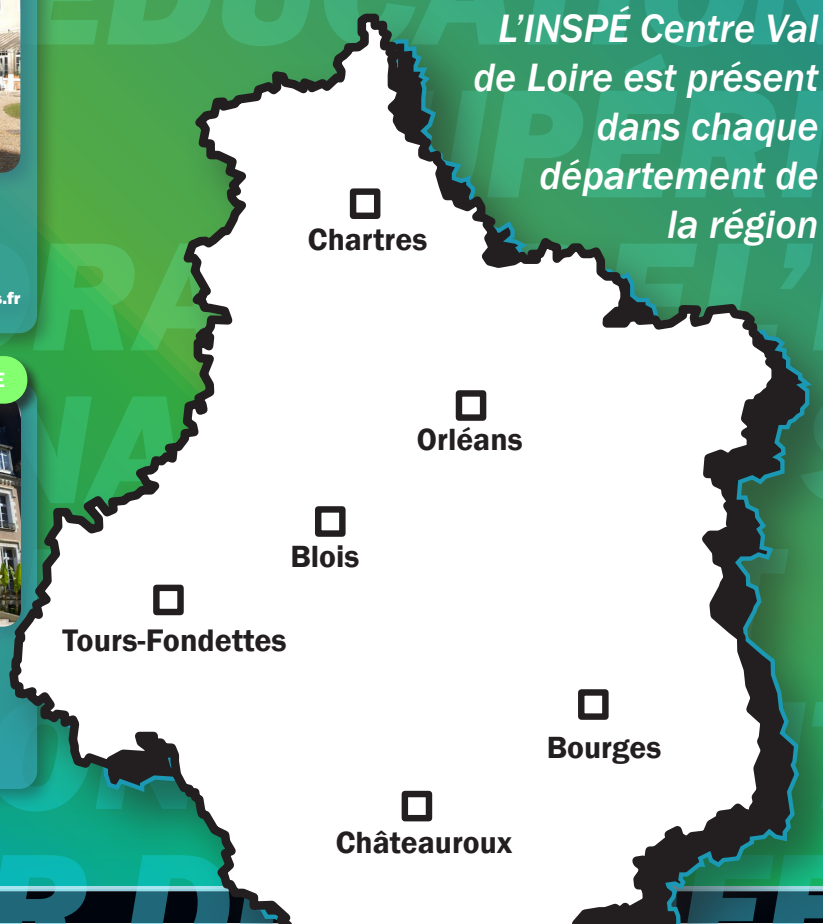 L'INSPÉ Centre Val
de Loire est présent
dans chaque
département de
la région
Chartres
s.fr
E
Orléans
Blois
Tours-Fondettes
Bourges
Châteauroux